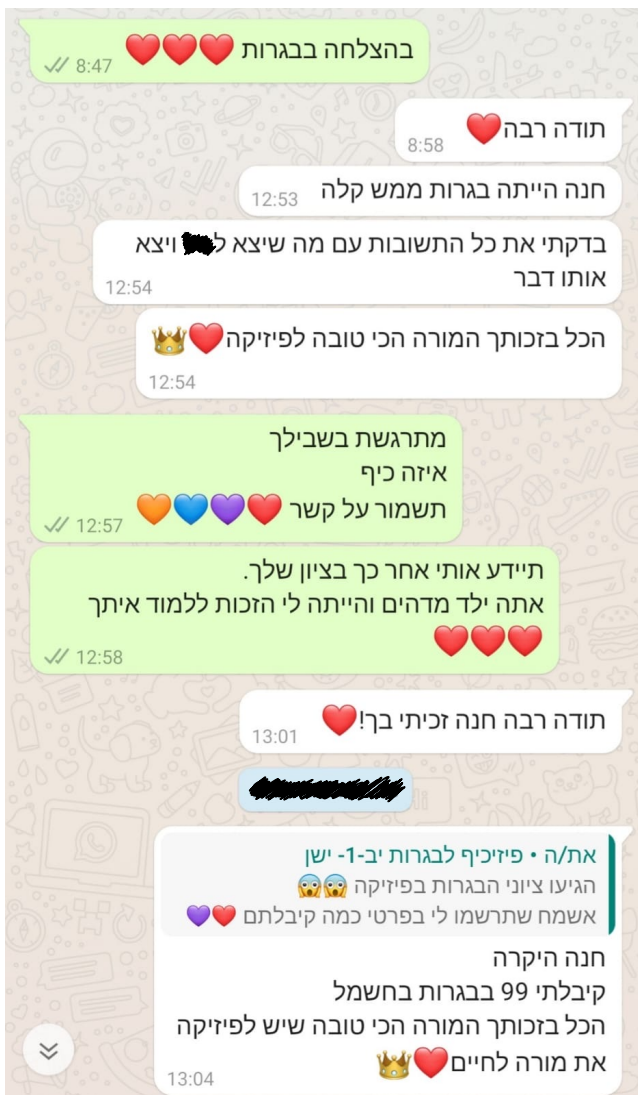 בהצלחה בבגרות ❤️❤️❤️
8:47
תודה רבה❤️
8:58
חנה הייתה בגרות ממש קלה
12:53
בדקתי את כל התשובות עם מה שיצא ל ויצא
אותו דבר
12:54
הכל בזכותך המורה הכי טובה לפיזיקה❤️👑
12:54
מתרגשת בשבילך
איזה כיף
תשמור על קשר ❤️💜💙🧡
12:57
תיידע אותי אחר כך בציון שלך.
אתה ילד מדהים והייתה לי הזכות ללמוד איתך
❤️❤️❤️
12:58
תודה רבה חנה זכיתי בך!❤️
13:01
את/ה • פיזיכיף לבגרות יב-1- ישן
הגיעו ציוני הבגרות בפיזיקה 😱😱
אשמח שתרשמו לי בפרטי כמה קיבלתם ❤️💜
חנה היקרה
קיבלתי 99 בבגרות בחשמל
הכל בזכותך המורה הכי טובה שיש לפיזיקה
את מורה לחיים❤️👑
13:04